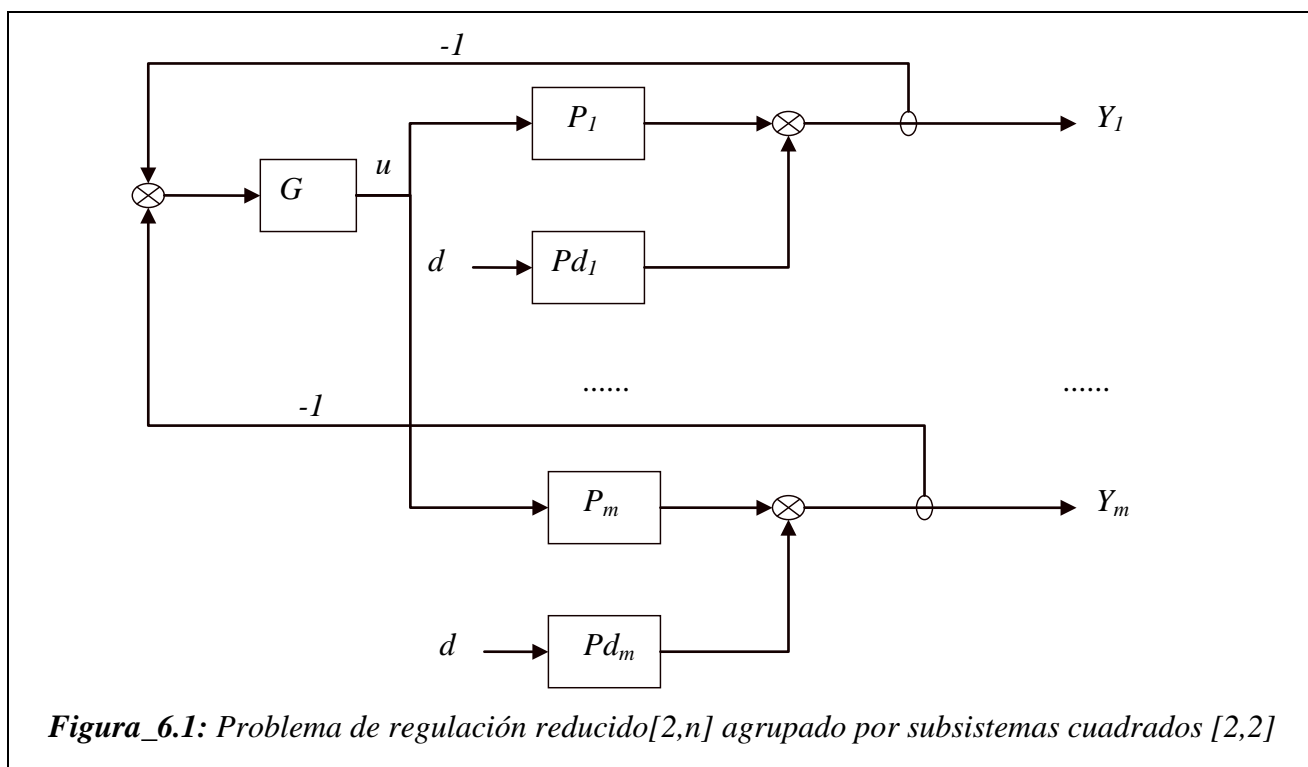 -1
P1
Y1
u
G
d
Pd1
......
......
-1
Pm
Ym
d
Pdm
Figura_6.1: Problema de regulación reducido[2,n] agrupado por subsistemas cuadrados [2,2]